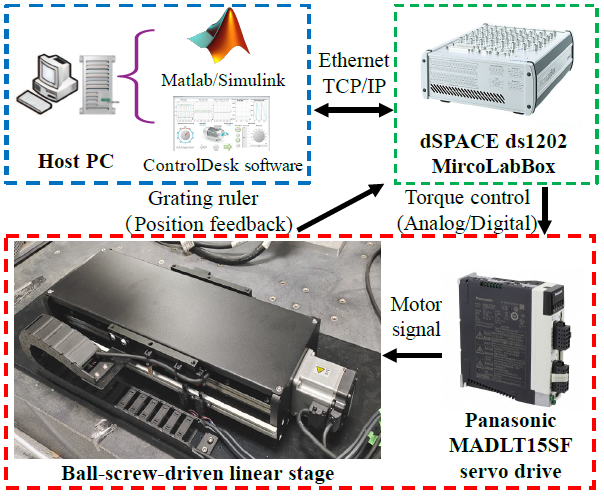 Matlab/Simulink
Host PC
ControlDesk software
Ethernet
TCP/IP
dSPACE ds1202
MircoLabBox
Grating ruler
(Position feedback)
Torque control
(Analog/Digital)
Motor
signal
Panasonic
Panasonic
MADLT15SF
servo drive
Ball-screw-driven linear stage